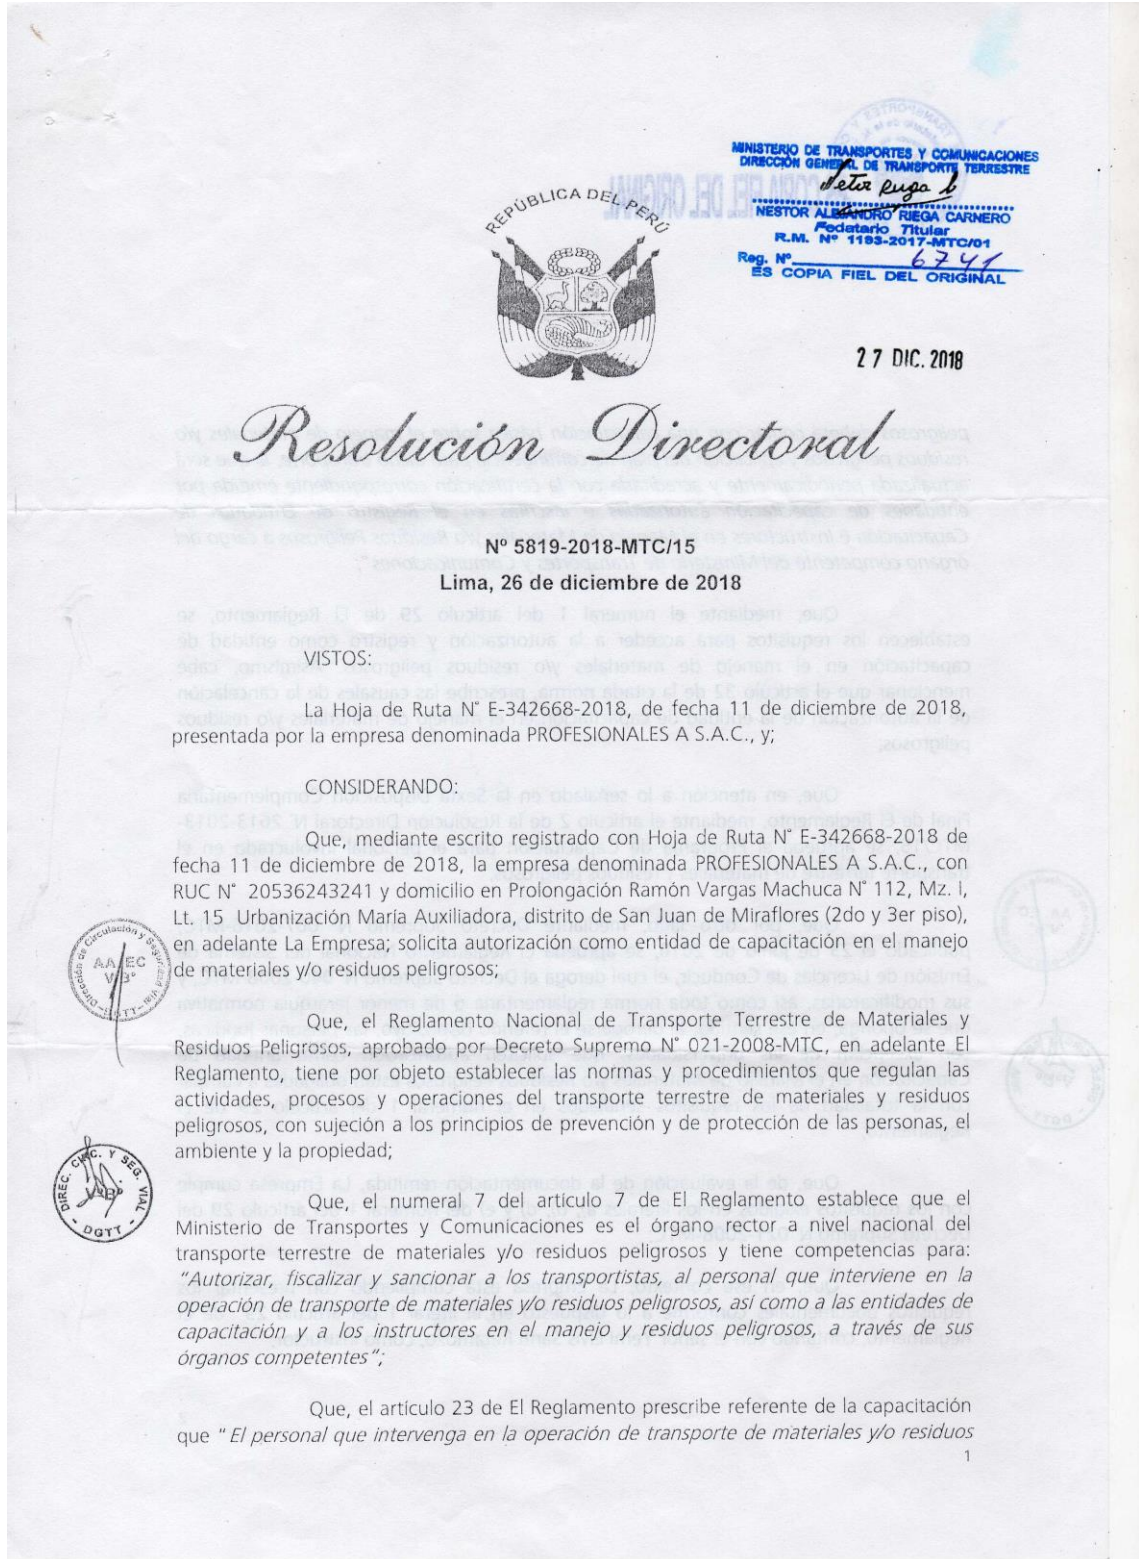 MINISTERIO DE TRANSPORTES Y COMUNICACIONES
DIRECCIÓN GENERAL DE TRANSPORTE TERRESTRE
NESTOR ALEJANDRO RIEGA CARNERO
Fedatario Titular
R.M. Nº 1193-2017-MTC/01
Reg. Nº 6741
ES COPIA FIEL DEL ORIGINAL
REPÚBLICA DEL PERÚ
27 DIC. 2018
Resolución Directoral
Nº 5819-2018-MTC/15
Lima, 26 de diciembre de 2018
VISTOS:
La Hoja de Ruta N° E-342668-2018, de fecha 11 de diciembre de 2018,
presentada por la empresa denominada PROFESIONALES A S.A.C., y;
CONSIDERANDO:
Que, mediante escrito registrado con Hoja de Ruta N° E-342668-2018 de
fecha 11 de diciembre de 2018, la empresa denominada PROFESIONALES A S.A.C., con
RUC N° 20536243241 y domicilio en Prolongación Ramón Vargas Machuca N° 112, Mz. I,
Lt. 15 Urbanización María Auxiliadora, distrito de San Juan de Miraflores (2do y 3er piso),
en adelante La Empresa; solicita autorización como entidad de capacitación en el manejo
de materiales y/o residuos peligrosos;
Dirección de Circulación y Seguridad Vial
V°B°
DGTT
Que, el Reglamento Nacional de Transporte Terrestre de Materiales y
Residuos Peligrosos, aprobado por Decreto Supremo N° 021-2008-MTC, en adelante El
Reglamento, tiene por objeto establecer las normas y procedimientos que regulan las
actividades, procesos y operaciones del transporte terrestre de materiales y residuos
peligrosos, con sujeción a los principios de prevención y de protección de las personas, el
ambiente y la propiedad;
DIREC. CIRC. Y SEG. VIAL
V°B°
DGTT
Que, el numeral 7 del artículo 7 de El Reglamento establece que el
Ministerio de Transportes y Comunicaciones es el órgano rector a nivel nacional del
transporte terrestre de materiales y/o residuos peligrosos y tiene competencias para:
"Autorizar, fiscalizar y sancionar a los transportistas, al personal que interviene en la
operación de transporte de materiales y/o residuos peligrosos, así como a las entidades de
capacitación y a los instructores en el manejo y residuos peligrosos, a través de sus
órganos competentes";
Que, el artículo 23 de El Reglamento prescribe referente de la capacitación
que "El personal que intervenga en la operación de transporte de materiales y/o residuos
1